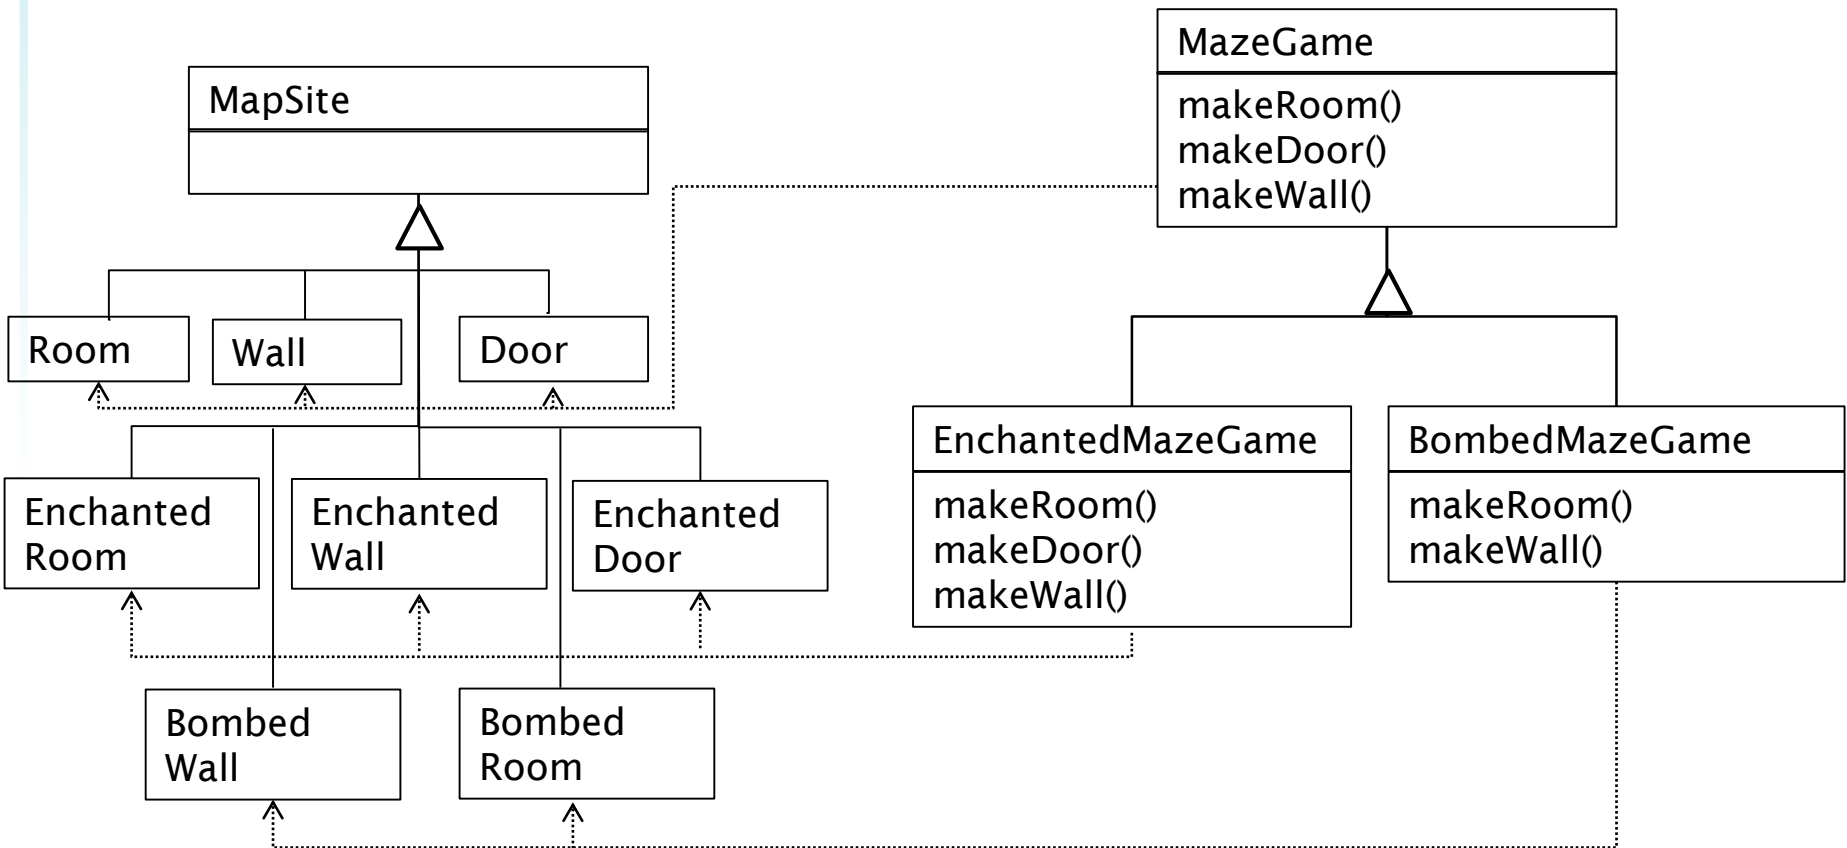 MazeGame
makeRoom()
makeDoor()
makeWall()
MapSite
Room
Wall
Door
EnchantedMazeGame
makeRoom()
makeDoor()
makeWall()
BombedMazeGame
makeRoom()
makeWall()
Enchanted
Room
Enchanted
Wall
Enchanted
Door
Bombed
Wall
Bombed
Room